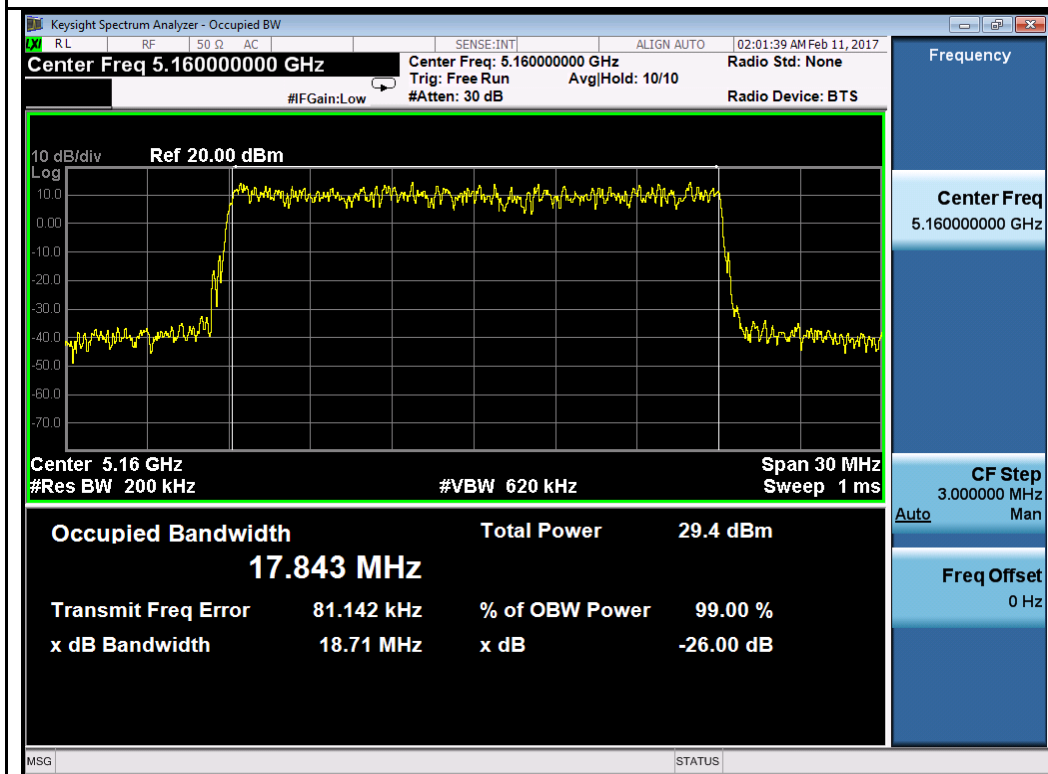 Keysight Spectrum Analyzer - Occupied BW
LXI RL RF 50 Ω AC SENSE:INT ALIGN AUTO 02:01:39 AM Feb 11, 2017
Center Freq 5.160000000 GHz
Center Freq: 5.160000000 GHz Radio Std: None
Trig: Free Run Avg|Hold: 10/10
#IFGain:Low #Atten: 30 dB Radio Device: BTS
10 dB/div Ref 20.00 dBm
Log
10.0
0.00
-10.0
-20.0
-30.0
-40.0
-50.0
-60.0
-70.0
Center 5.16 GHz Span 30 MHz
#Res BW 200 kHz #VBW 620 kHz Sweep 1 ms
Occupied Bandwidth Total Power 29.4 dBm
17.843 MHz
Transmit Freq Error 81.142 kHz % of OBW Power 99.00 %
x dB Bandwidth 18.71 MHz x dB -26.00 dB
MSG STATUS
Frequency
Center Freq
5.160000000 GHz
CF Step
3.000000 MHz
Auto Man
Freq Offset
0 Hz